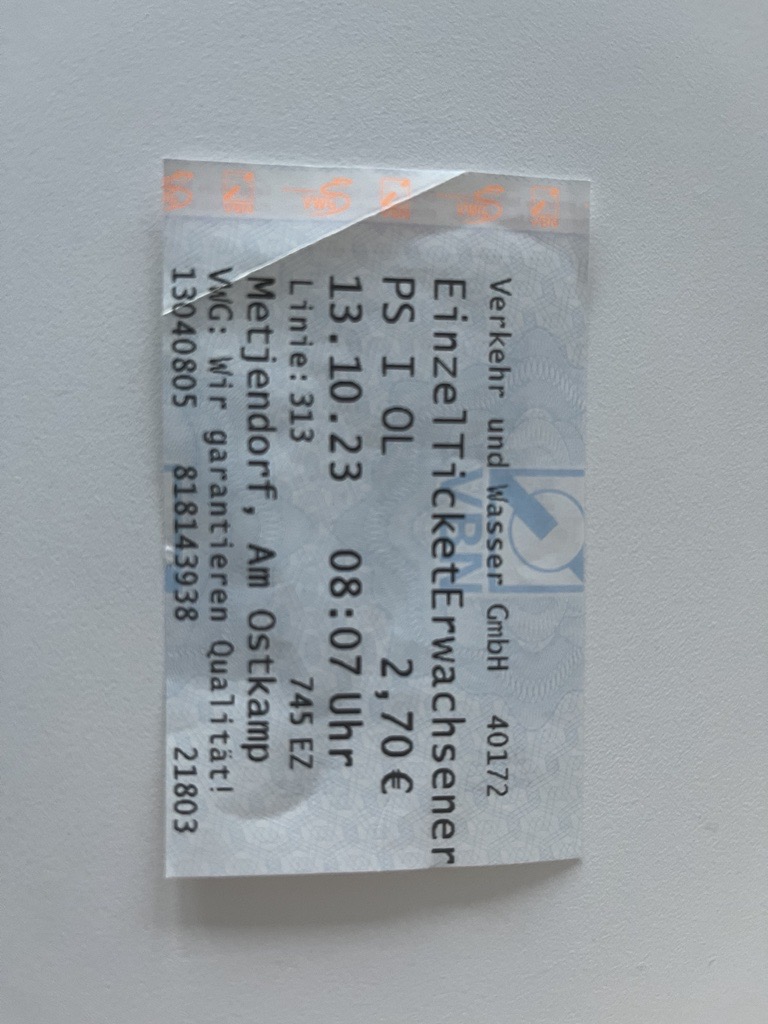 VBN
Verkehr und Wasser GmbH 40172
EinzelTicketErwachsener
PS I OL 2,70 €
13.10.23 08:07 Uhr
Linie: 313 745 EZ
Metjendorf, Am Ostkamp
VWG: Wir garantieren Qualität!
13040805 818143938 21803